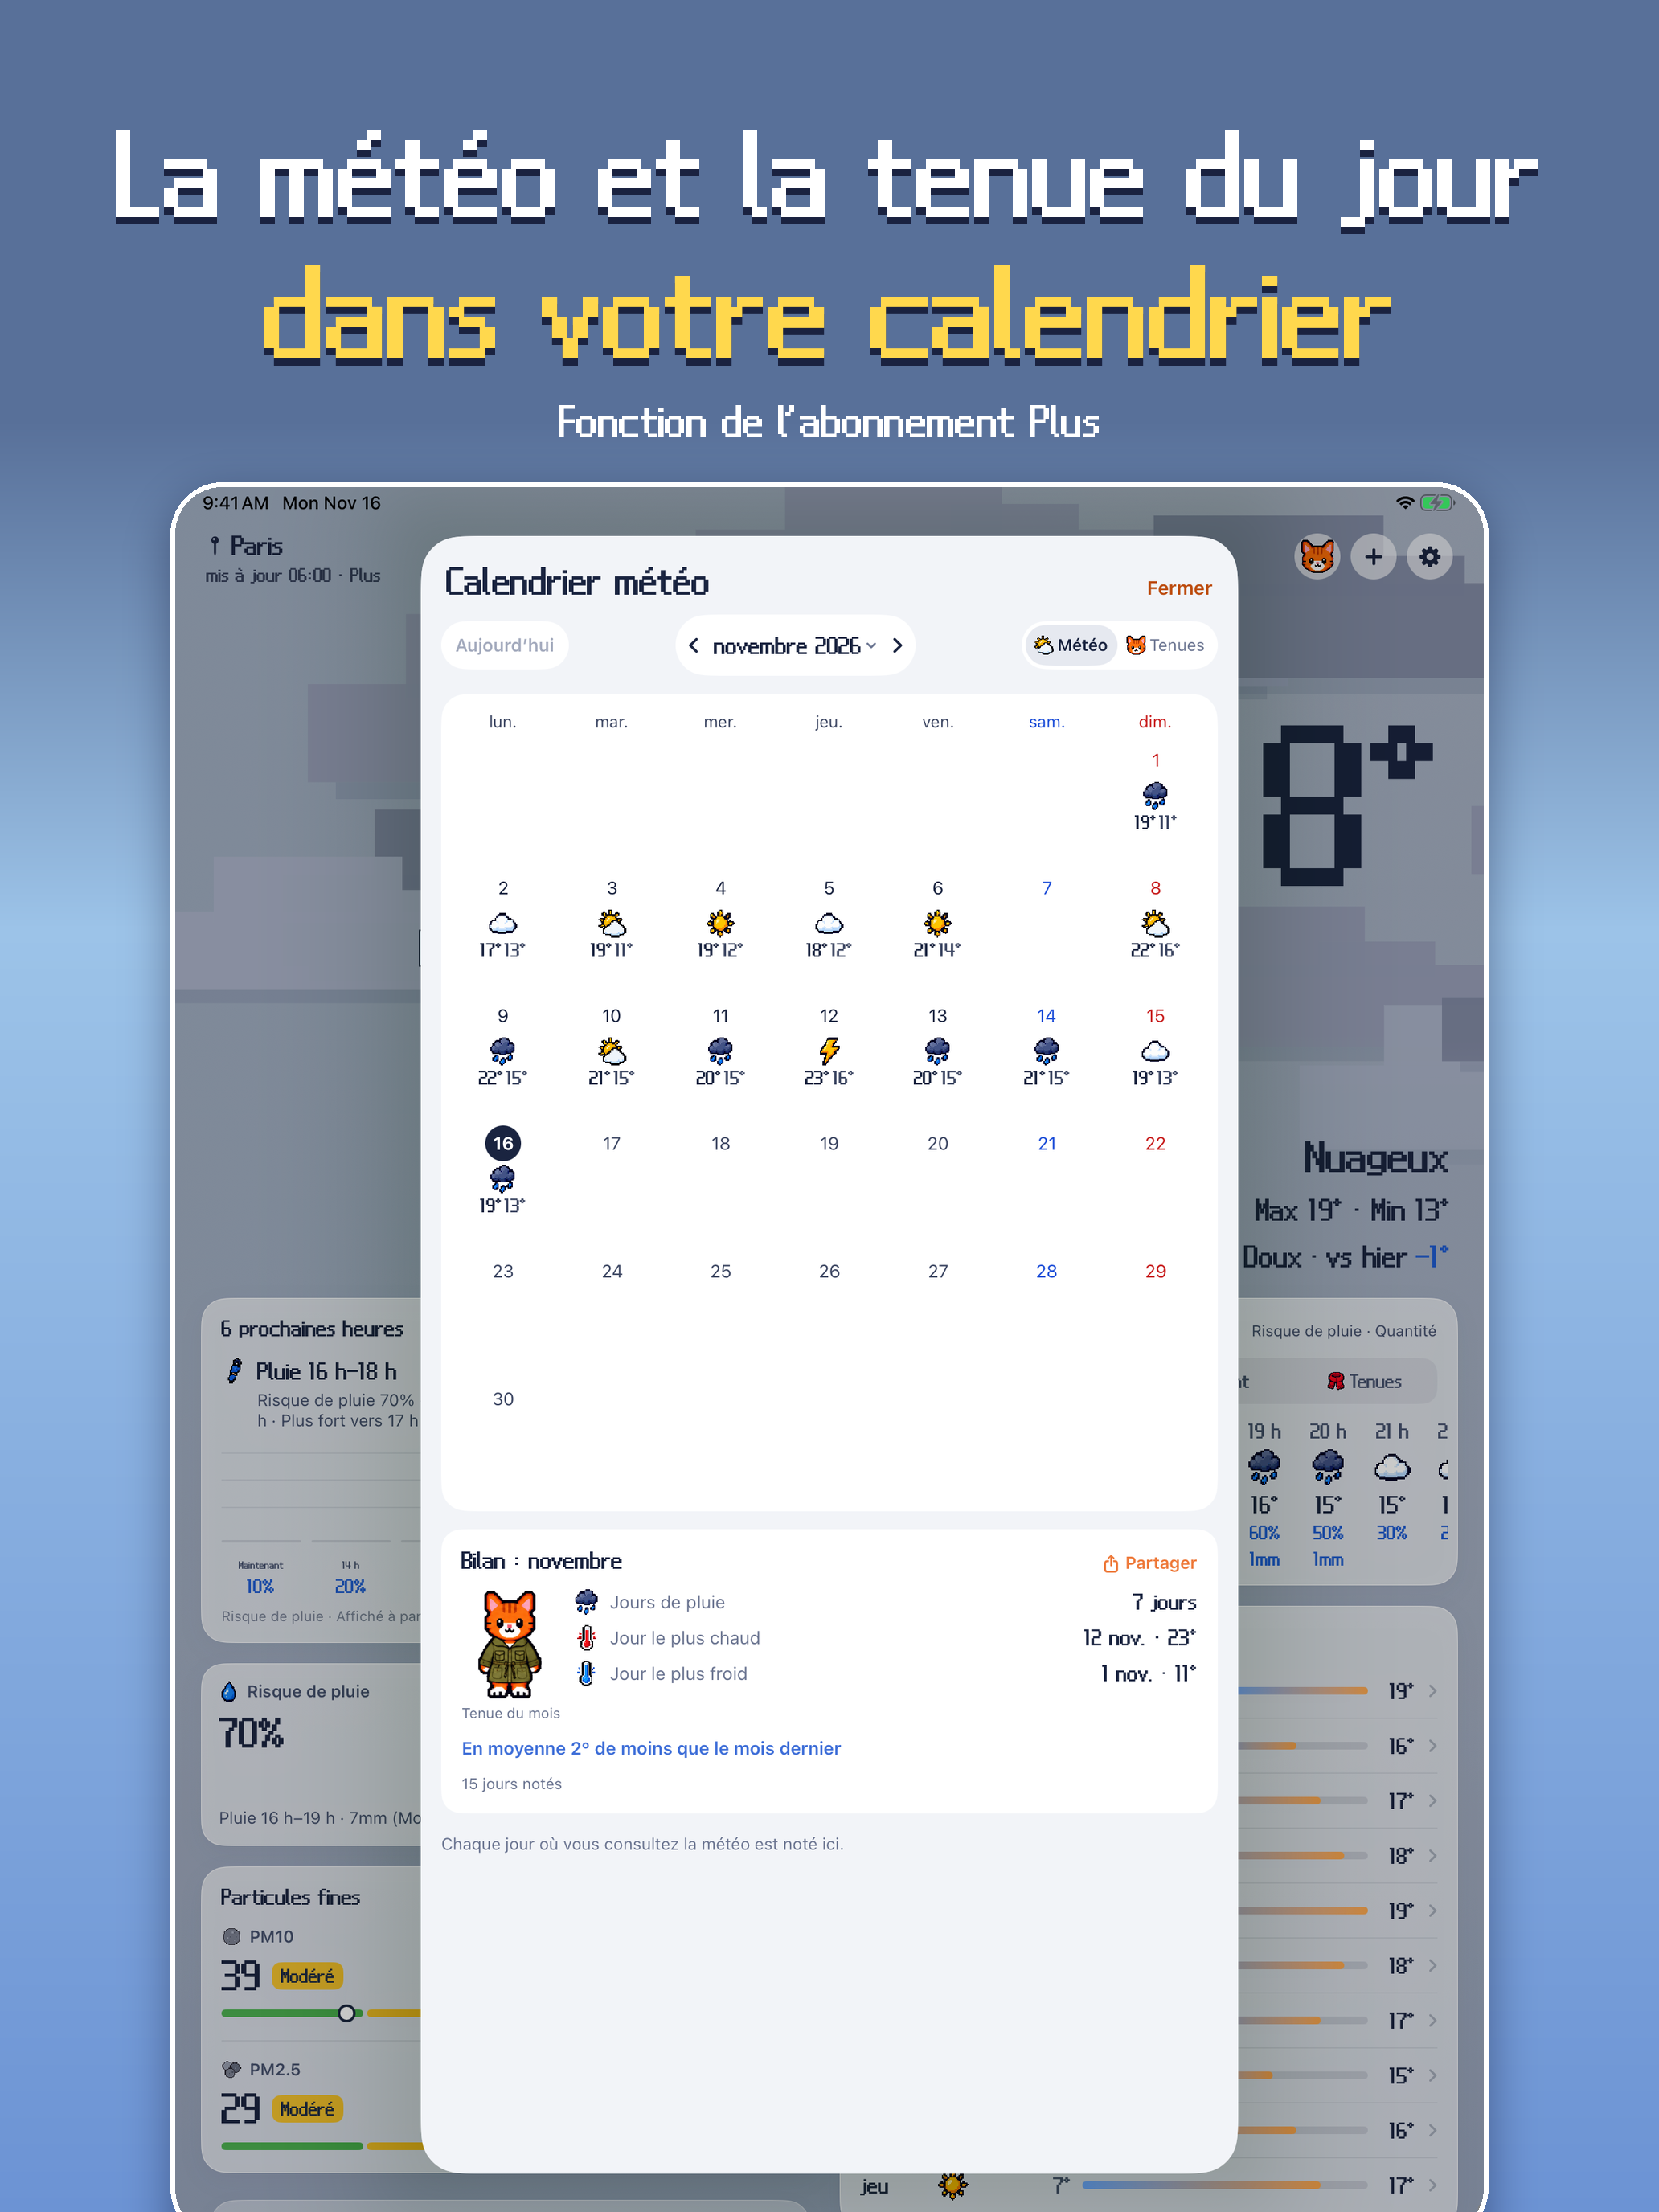 La météo et la tenue du jour
dans votre calendrier
Fonction de l'abonnement Plus
9:41 AM Mon Nov 16
Paris
mis à jour 06:00 · Plus
Calendrier météo
Fermer
Aujourd'hui
novembre 2026
Météo
Tenues
lun. mar. mer. jeu. ven. sam. dim.
1
19° 11°
2 3 4 5 6 7 8
17° 13° 19° 11° 19° 12° 18° 12° 21° 14° 22° 16°
9 10 11 12 13 14 15
22° 15° 21° 15° 20° 15° 23° 16° 20° 15° 21° 15° 19° 13°
16 17 18 19 20 21 22
19° 13°
23 24 25 26 27 28 29
30
Bilan : novembre
Partager
Jours de pluie 7 jours
Jour le plus chaud 12 nov. · 23°
Jour le plus froid 1 nov. · 11°
Tenue du mois
En moyenne 2° de moins que le mois dernier
15 jours notés
Chaque jour où vous consultez la météo est noté ici.
8°
Nuageux
Max 19° · Min 13°
Doux · vs hier −1°
6 prochaines heures
Pluie 16 h–18 h
Risque de pluie 70%
h · Plus fort vers 17 h
Maintenant 14 h
10% 20%
Risque de pluie · Affiché à par
Risque de pluie
70%
Pluie 16 h–19 h · 7mm (Mo
Particules fines
PM10
39 Modéré
PM2.5
29 Modéré
Risque de pluie · Quantité
Tenues
19 h 20 h 21 h
16° 15° 15°
60% 50% 30%
1mm 1mm
19°
16°
17°
18°
19°
18°
17°
15°
16°
jeu 7° 17°